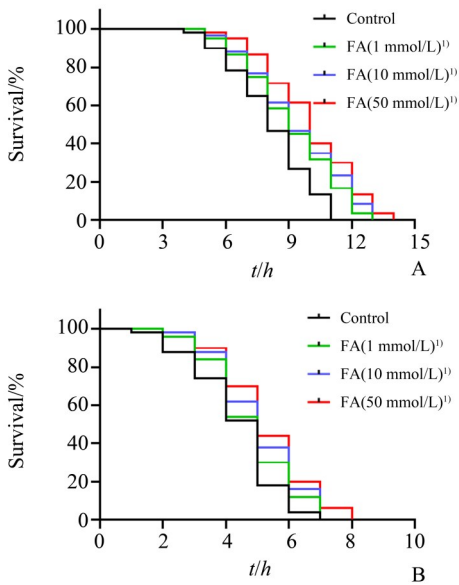 Control
FA(1 mmol/L)1)
FA(10 mmol/L)1)
FA(50 mmol/L)1)
Survival/%
100
80
60
40
20
0
0 3 6 9 12 15
t/h
A
Control
FA(1 mmol/L)1)
FA(10 mmol/L)1)
FA(50 mmol/L)1)
Survival/%
100
80
60
40
20
0
0 2 4 6 8 10
t/h
B